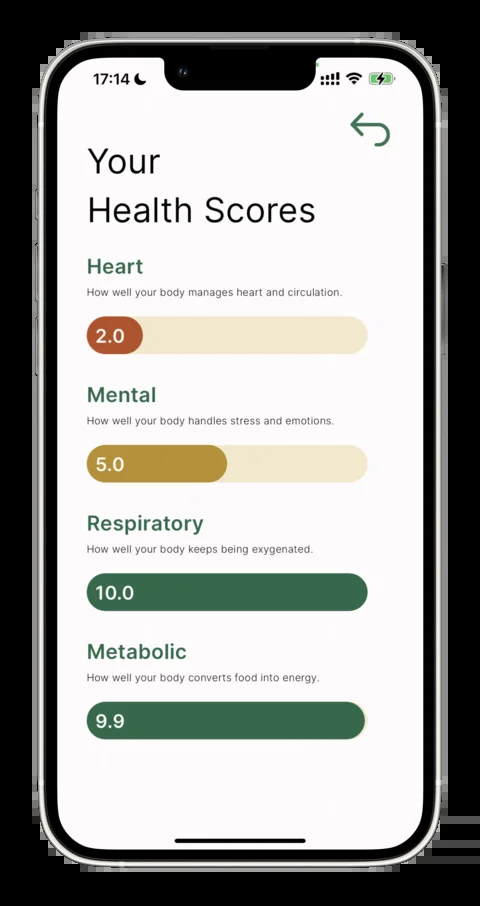 17:14
Your
Health Scores
Heart
How well your body manages heart and circulation.
2.0
Mental
How well your body handles stress and emotions.
5.0
Respiratory
How well your body keeps being exygenated.
10.0
Metabolic
How well your body converts food into energy.
9.9